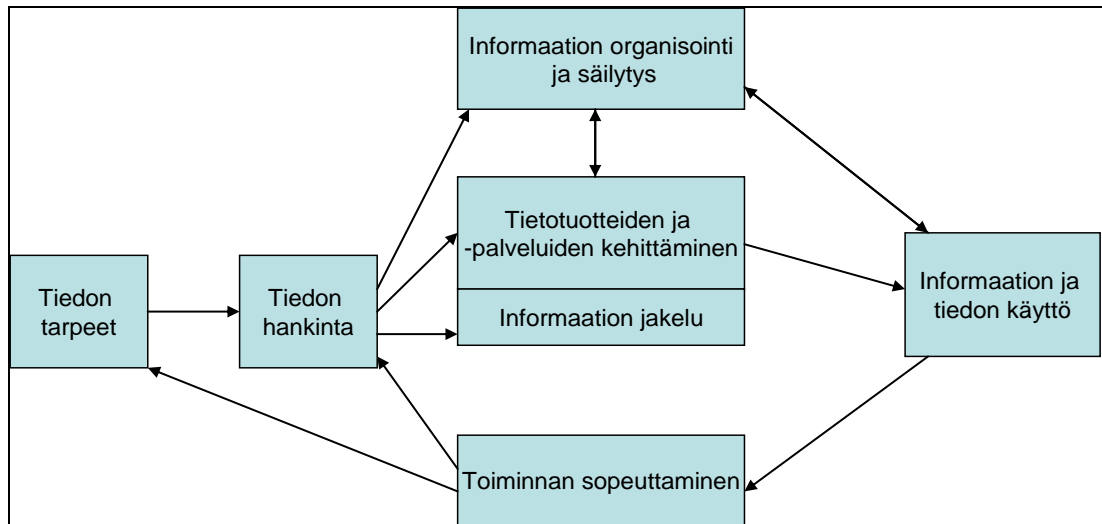 Informaation organisointi
ja säilytys
Tietotuotteiden ja
-palveluiden kehittäminen
Informaation jakelu
Tiedon
tarpeet
Tiedon
hankinta
Informaation ja
tiedon käyttö
Toiminnan sopeuttaminen